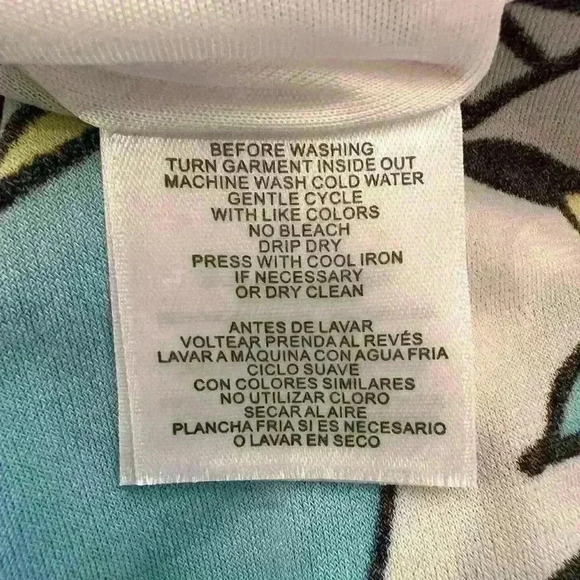 BEFORE WASHING
TURN GARMENT INSIDE OUT
MACHINE WASH COLD WATER
GENTLE CYCLE
WITH LIKE COLORS
NO BLEACH
DRIP DRY
PRESS WITH COOL IRON
IF NECESSARY
OR DRY CLEAN
ANTES DE LAVAR
VOLTEAR PRENDA AL REVÉS
LAVAR A MÁQUINA CON AGUA FRIA
CICLO SUAVE
CON COLORES SIMILARES
NO UTILIZAR CLORO
SECAR AL AIRE
PLANCHA FRIA SI ES NECESARIO
O LAVAR EN SECO